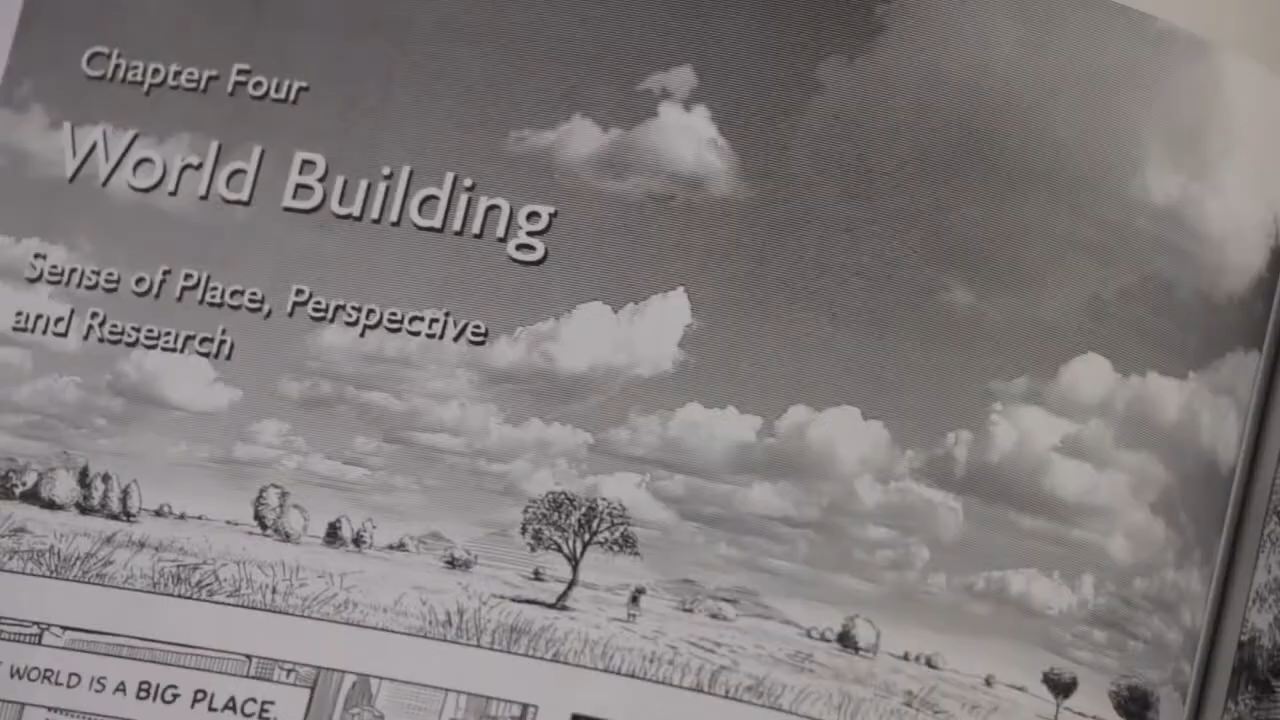 Chapter Four
World Building
Sense of Place, Perspective
and Research
WORLD IS A BIG PLACE.